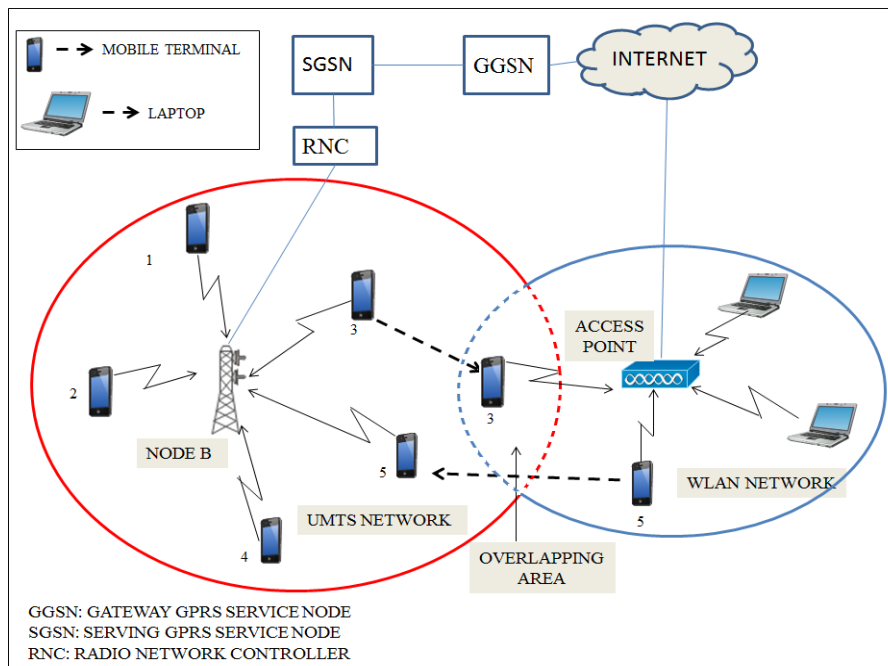 MOBILE TERMINAL
LAPTOP
SGSN
GGSN
INTERNET
RNC
1
2
3
3
4
5
5
NODE B
UMTS NETWORK
ACCESS
POINT
WLAN NETWORK
OVERLAPPING
AREA
GGSN: GATEWAY GPRS SERVICE NODE
SGSN: SERVING GPRS SERVICE NODE
RNC: RADIO NETWORK CONTROLLER